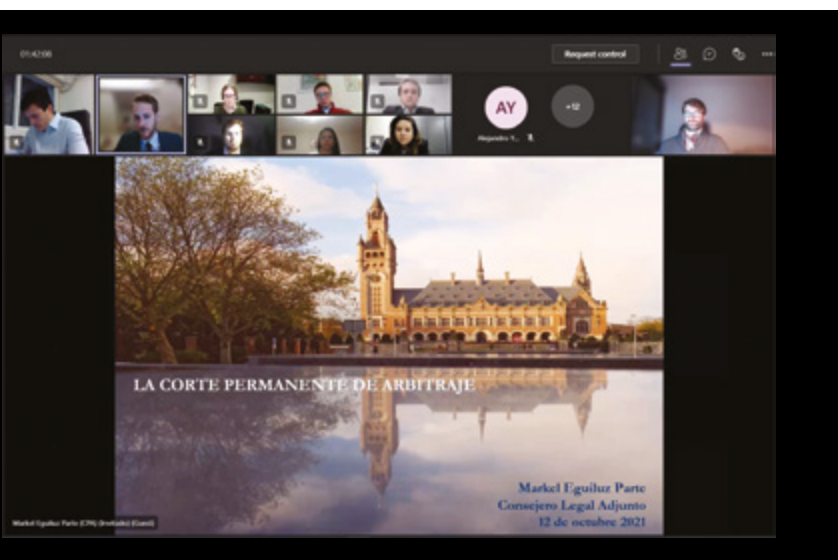 01:42:08
Request control
AY
+12
Alejandro Y...
LA CORTE PERMANENTE DE ARBITRAJE
Markel Eguiluz Parte
Consejero Legal Adjunto
12 de octubre 2021
Markel Eguiluz Parte (CPA) (Invitado) (Guest)